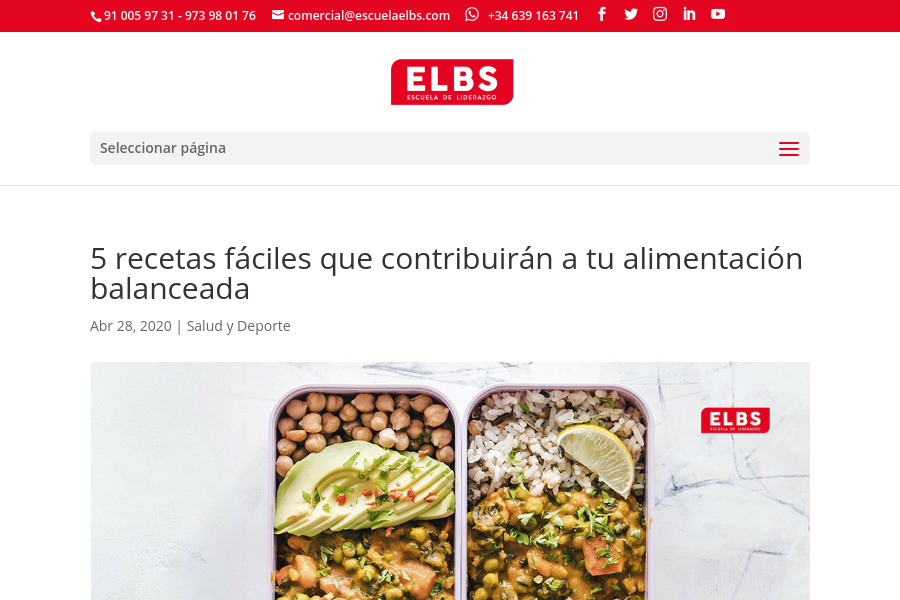 91 005 97 31 - 973 98 01 76 comercial@escuelaelbs.com +34 639 163 741
ELBS
ESCUELA DE LIDERAZGO
Seleccionar página
5 recetas fáciles que contribuirán a tu alimentación
balanceada
Abr 28, 2020 | Salud y Deporte
ELBS
ESCUELA DE LIDERAZGO